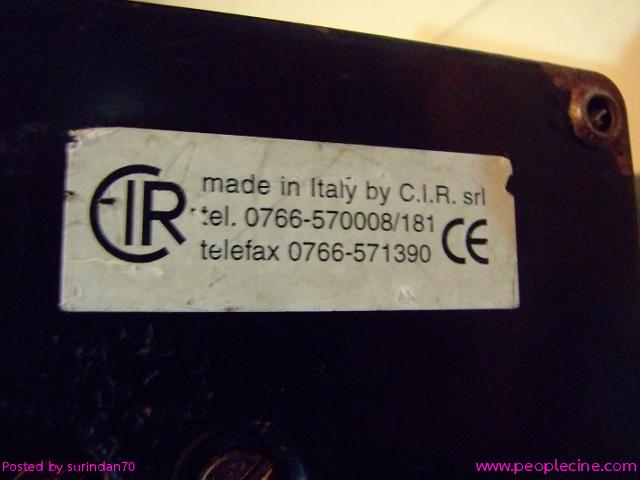 CIR
made in Italy by C.I.R. srl
tel. 0766-570008/181
CE
telefax 0766-571390
Posted by surindan70
www.peoplecine.com